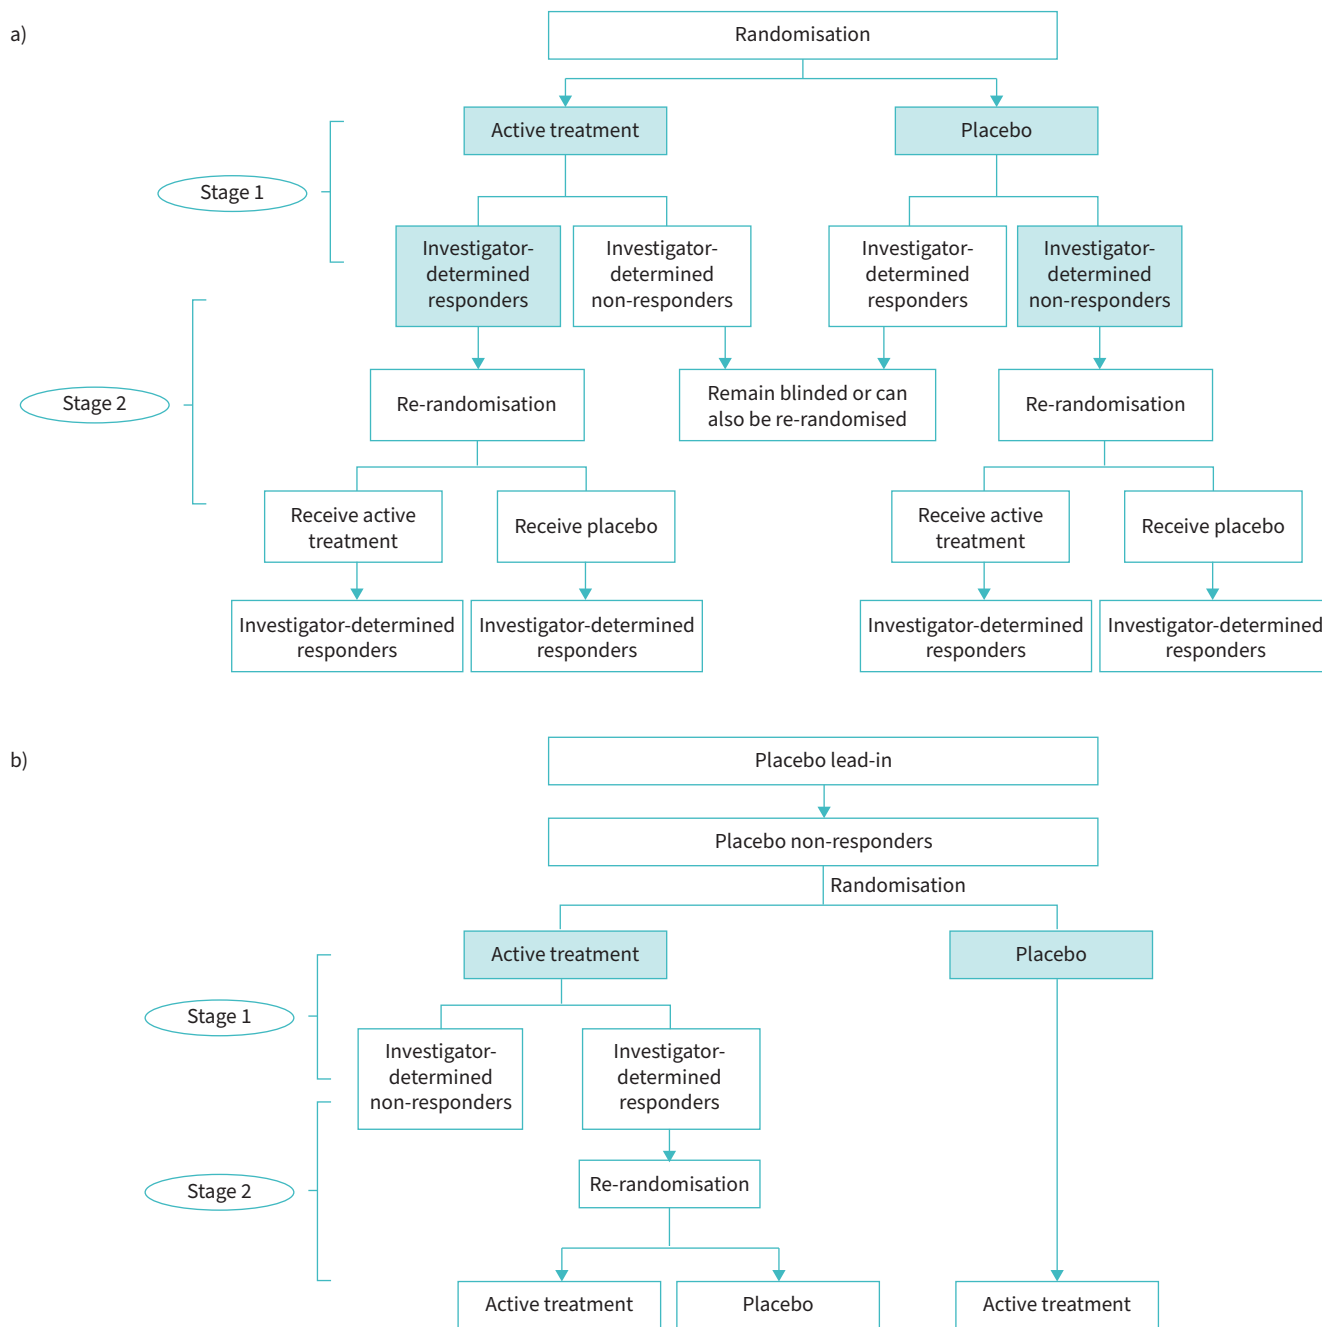 a)
Randomisation
Active treatment
Placebo
Stage 1
Investigator-
determined
responders
Investigator-
determined
non-responders
Investigator-
determined
responders
Investigator-
determined
non-responders
Stage 2
Re-randomisation
Remain blinded or can
also be re-randomised
Re-randomisation
Receive active
treatment
Receive placebo
Receive active
treatment
Receive placebo
Investigator-determined
responders
Investigator-determined
responders
Investigator-determined
responders
Investigator-determined
responders
b)
Placebo lead-in
Placebo non-responders
Randomisation
Active treatment
Placebo
Stage 1
Investigator-
determined
non-responders
Investigator-
determined
responders
Stage 2
Re-randomisation
Active treatment
Placebo
Active treatment